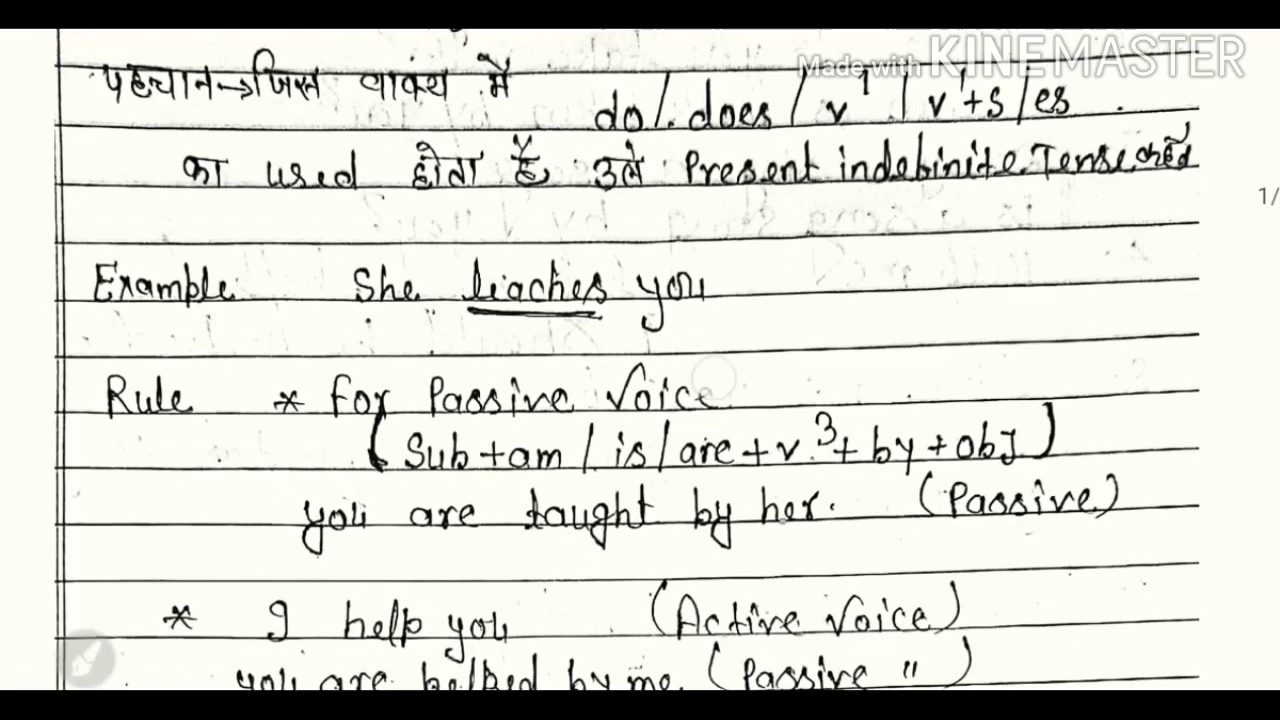 Made with KINEMASTER
पहचान→जिस वाक्य में do/.does/v¹/v¹+s/es.
का used होता है, उसे Present indebinite.Tense.कहते
1/
Example She teaches you
Rule * for Passive Voice
(Sub+am/.is/are+v.³+by+obj)
you are taught by her. (Passive)
* I help you (Active Voice)
you are helped by me. (Passive ")